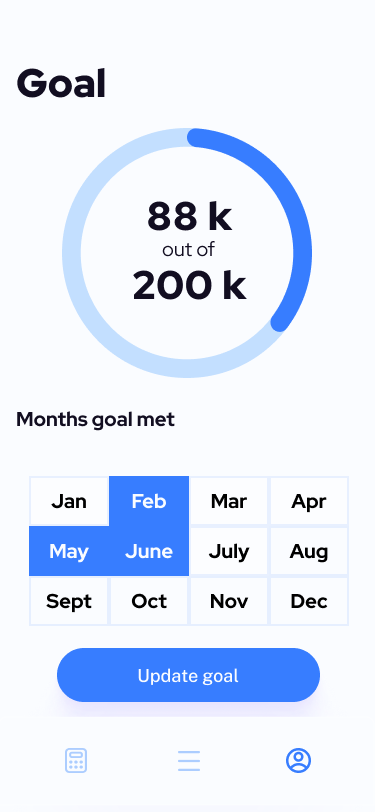 Goal
88 k
out of
200 k
Months goal met
Jan Feb Mar Apr
May June July Aug
Sept Oct Nov Dec
Update goal